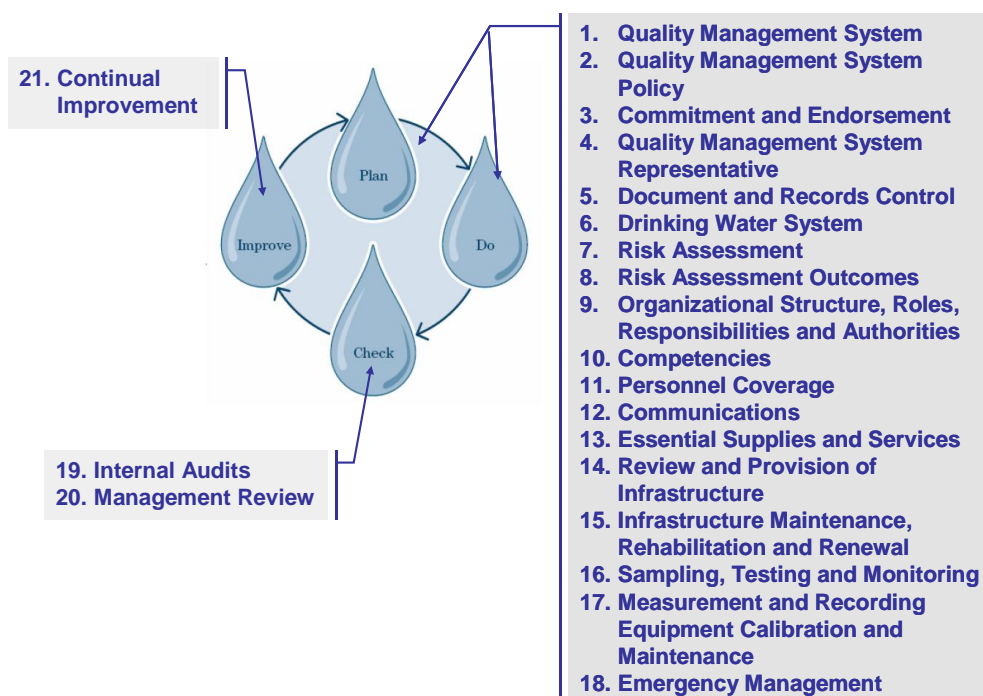 21. Continual
Improvement
Plan
Improve
Do
Check
19. Internal Audits
20. Management Review
1. Quality Management System
2. Quality Management System
Policy
3. Commitment and Endorsement
4. Quality Management System
Representative
5. Document and Records Control
6. Drinking Water System
7. Risk Assessment
8. Risk Assessment Outcomes
9. Organizational Structure, Roles,
Responsibilities and Authorities
10. Competencies
11. Personnel Coverage
12. Communications
13. Essential Supplies and Services
14. Review and Provision of
Infrastructure
15. Infrastructure Maintenance,
Rehabilitation and Renewal
16. Sampling, Testing and Monitoring
17. Measurement and Recording
Equipment Calibration and
Maintenance
18. Emergency Management